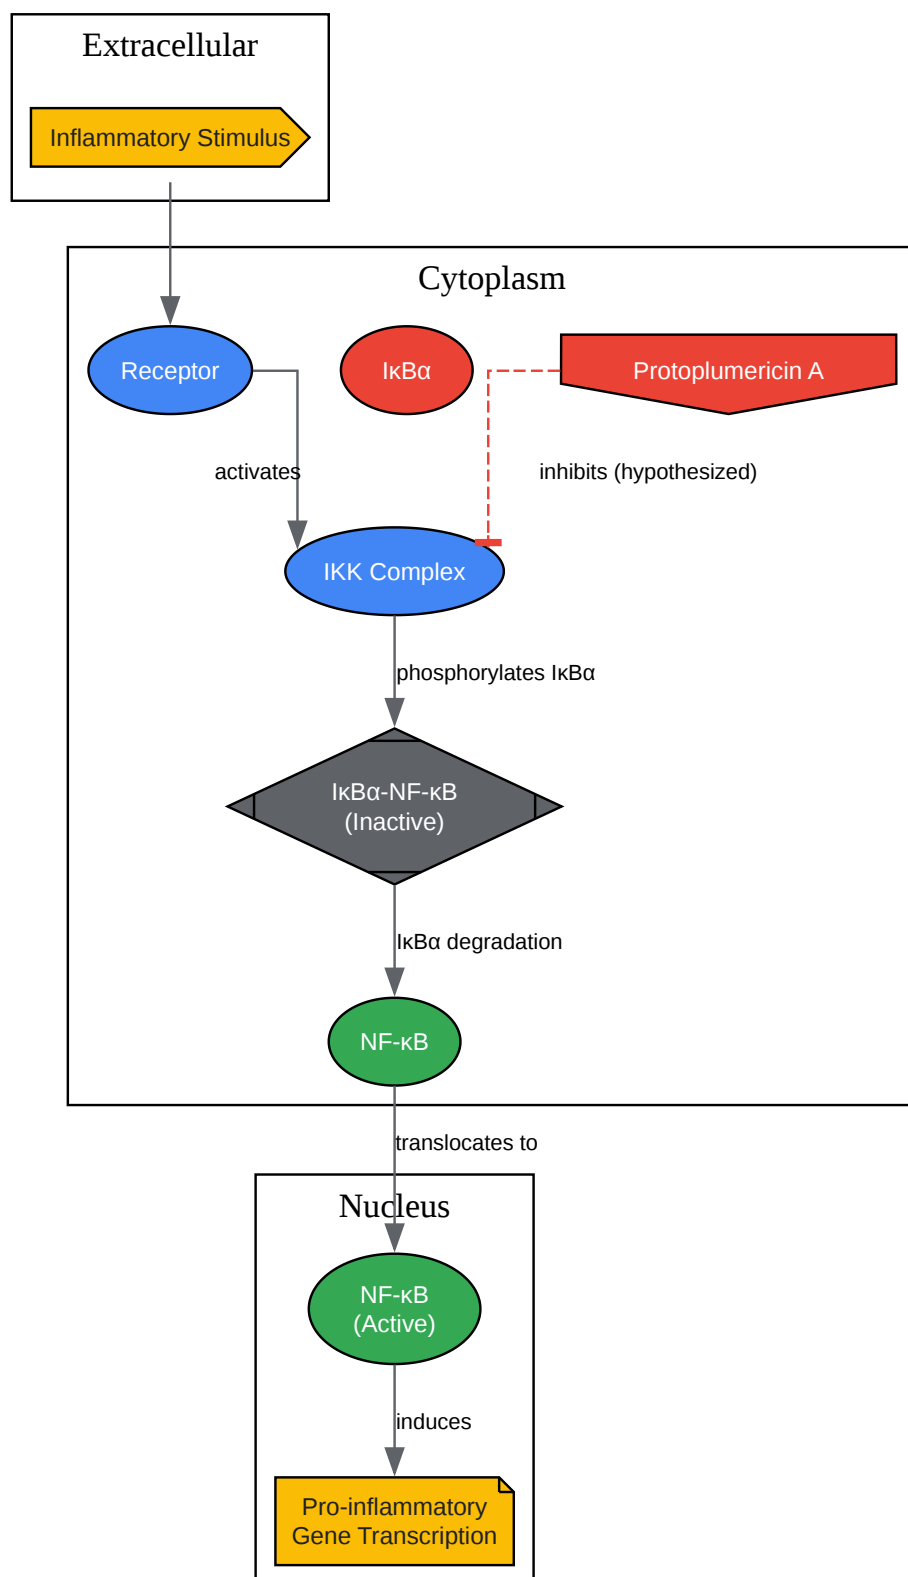 Extracellular
Inflammatory Stimulus
Cytoplasm
Receptor
IκBα
Protoplumericin A
activates
inhibits (hypothesized)
IKK Complex
phosphorylates IκBα
IκBα-NF-κB
(Inactive)
IκBα degradation
NF-κB
translocates to
Nucleus
NF-κB
(Active)
induces
Pro-inflammatory
Gene Transcription